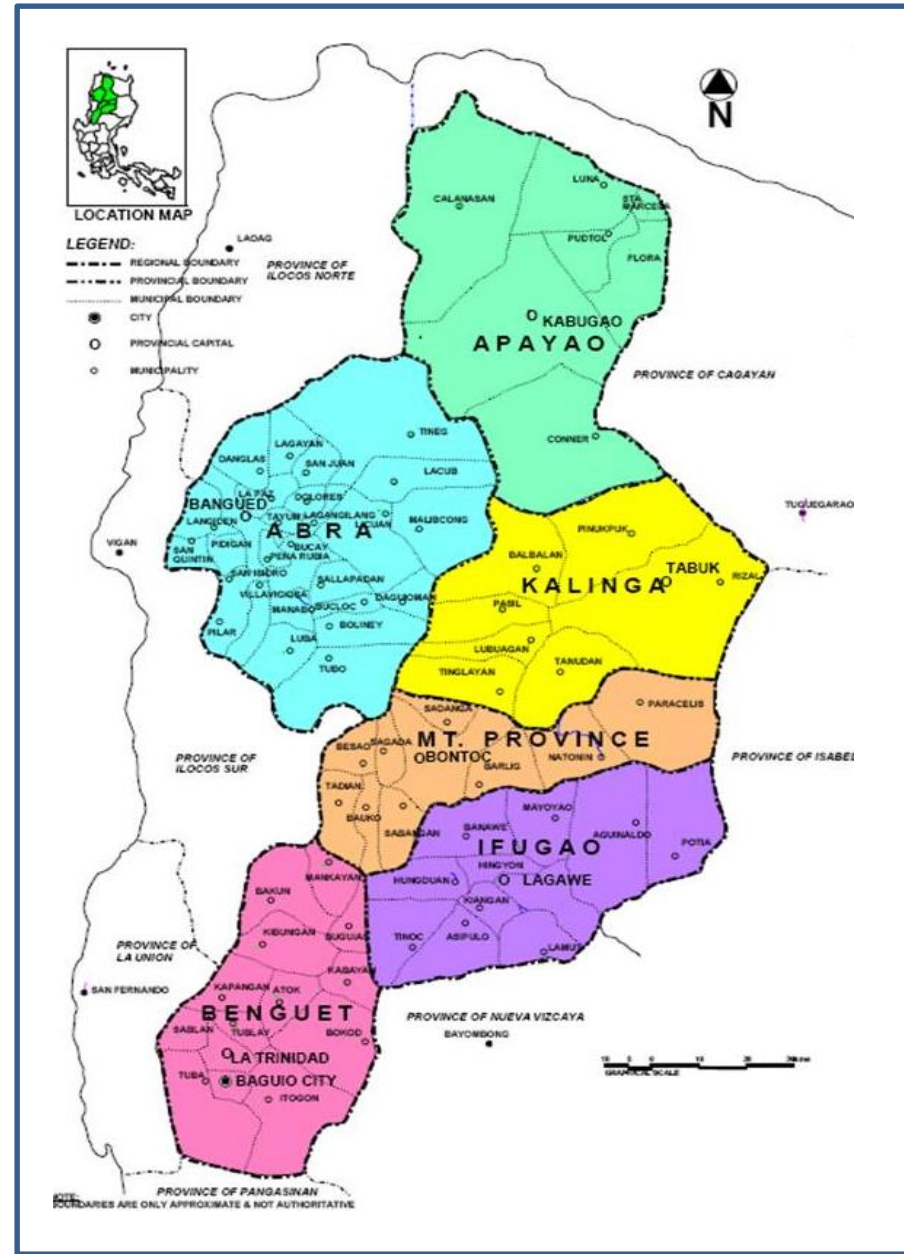 N
LOCATION MAP
LEGEND:
REGIONAL BOUNDARY
PROVINCIAL BOUNDARY
MUNICIPAL BOUNDARY
CITY
PROVINCIAL CAPITAL
MUNICIPALITY
LAOAG
PROVINCE OF
ILOCOS NORTE
CALANASAN
LUNA
STA.
MARCELA
PUDTOL
FLORA
KABUGAO
APAYAO
PROVINCE OF CAGAYAN
CONNER
TINEG
LAGAYAN
DANGLAS
SAN JUAN
LACUB
LA PAZ
DOLORES
BANGUED
TAYUM
LAGANGILANG
LANGIDEN
ABRA
MALIBCONG
BUCAY
SAN
QUINTIN
PIDIGAN
PENA RUBIA
SAN ISIDRO
SALLAPADAN
VILLAVICIOSA
DAGUIOMAN
MANABO
BUCLOC
PILAR
BOLINEY
LUBA
TUBO
VIGAN
TUGUEGARAO
PINUKPUK
BALBALAN
TABUK
KALINGA
RIZAL
PASIL
LUBUAGAN
TANUDAN
TINGLAYAN
PARACELIS
SADANGA
MT. PROVINCE
BESAO
SAGADA
BONTOC
NATONIN
BARLIG
TADIAN
BAUKO
SABANGAN
PROVINCE OF
ILOCOS SUR
PROVINCE OF ISABEL
MAYOYAO
BANAWE
AGUINALDO
IFUGAO
POTIA
HINGYON
HUNGDUAN
LAGAWE
KIANGAN
TINOC
ASIPULO
LAMUT
MANKAYAN
BAKUN
KIBUNGAN
BUGUIAS
KABAYAN
PROVINCE OF
LA UNION
SAN FERNANDO
KAPANGAN
ATOK
BENGUET
SABLAN
TUBLAY
BOKOD
LA TRINIDAD
TUBA
BAGUIO CITY
ITOGON
PROVINCE OF NUEVA VIZCAYA
BAYOMBONG
GRAPHICAL SCALE
PROVINCE OF PANGASINAN
NOTE:
BOUNDARIES ARE ONLY APPROXIMATE & NOT AUTHORITATIVE